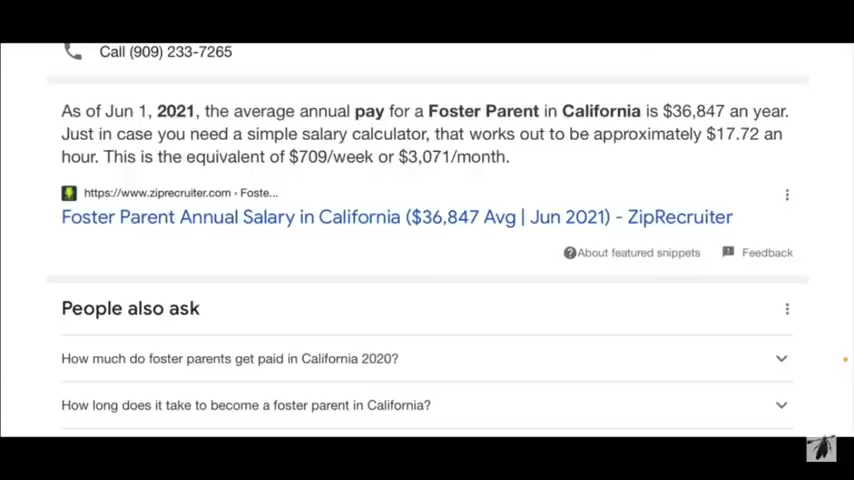 Call (909) 233-7265
As of Jun 1, 2021, the average annual pay for a Foster Parent in California is $36,847 an year.
Just in case you need a simple salary calculator, that works out to be approximately $17.72 an
hour. This is the equivalent of $709/week or $3,071/month.
https://www.ziprecruiter.com · Foste...
Foster Parent Annual Salary in California ($36,847 Avg | Jun 2021) - ZipRecruiter
About featured snippets Feedback
People also ask
How much do foster parents get paid in California 2020?
How long does it take to become a foster parent in California?